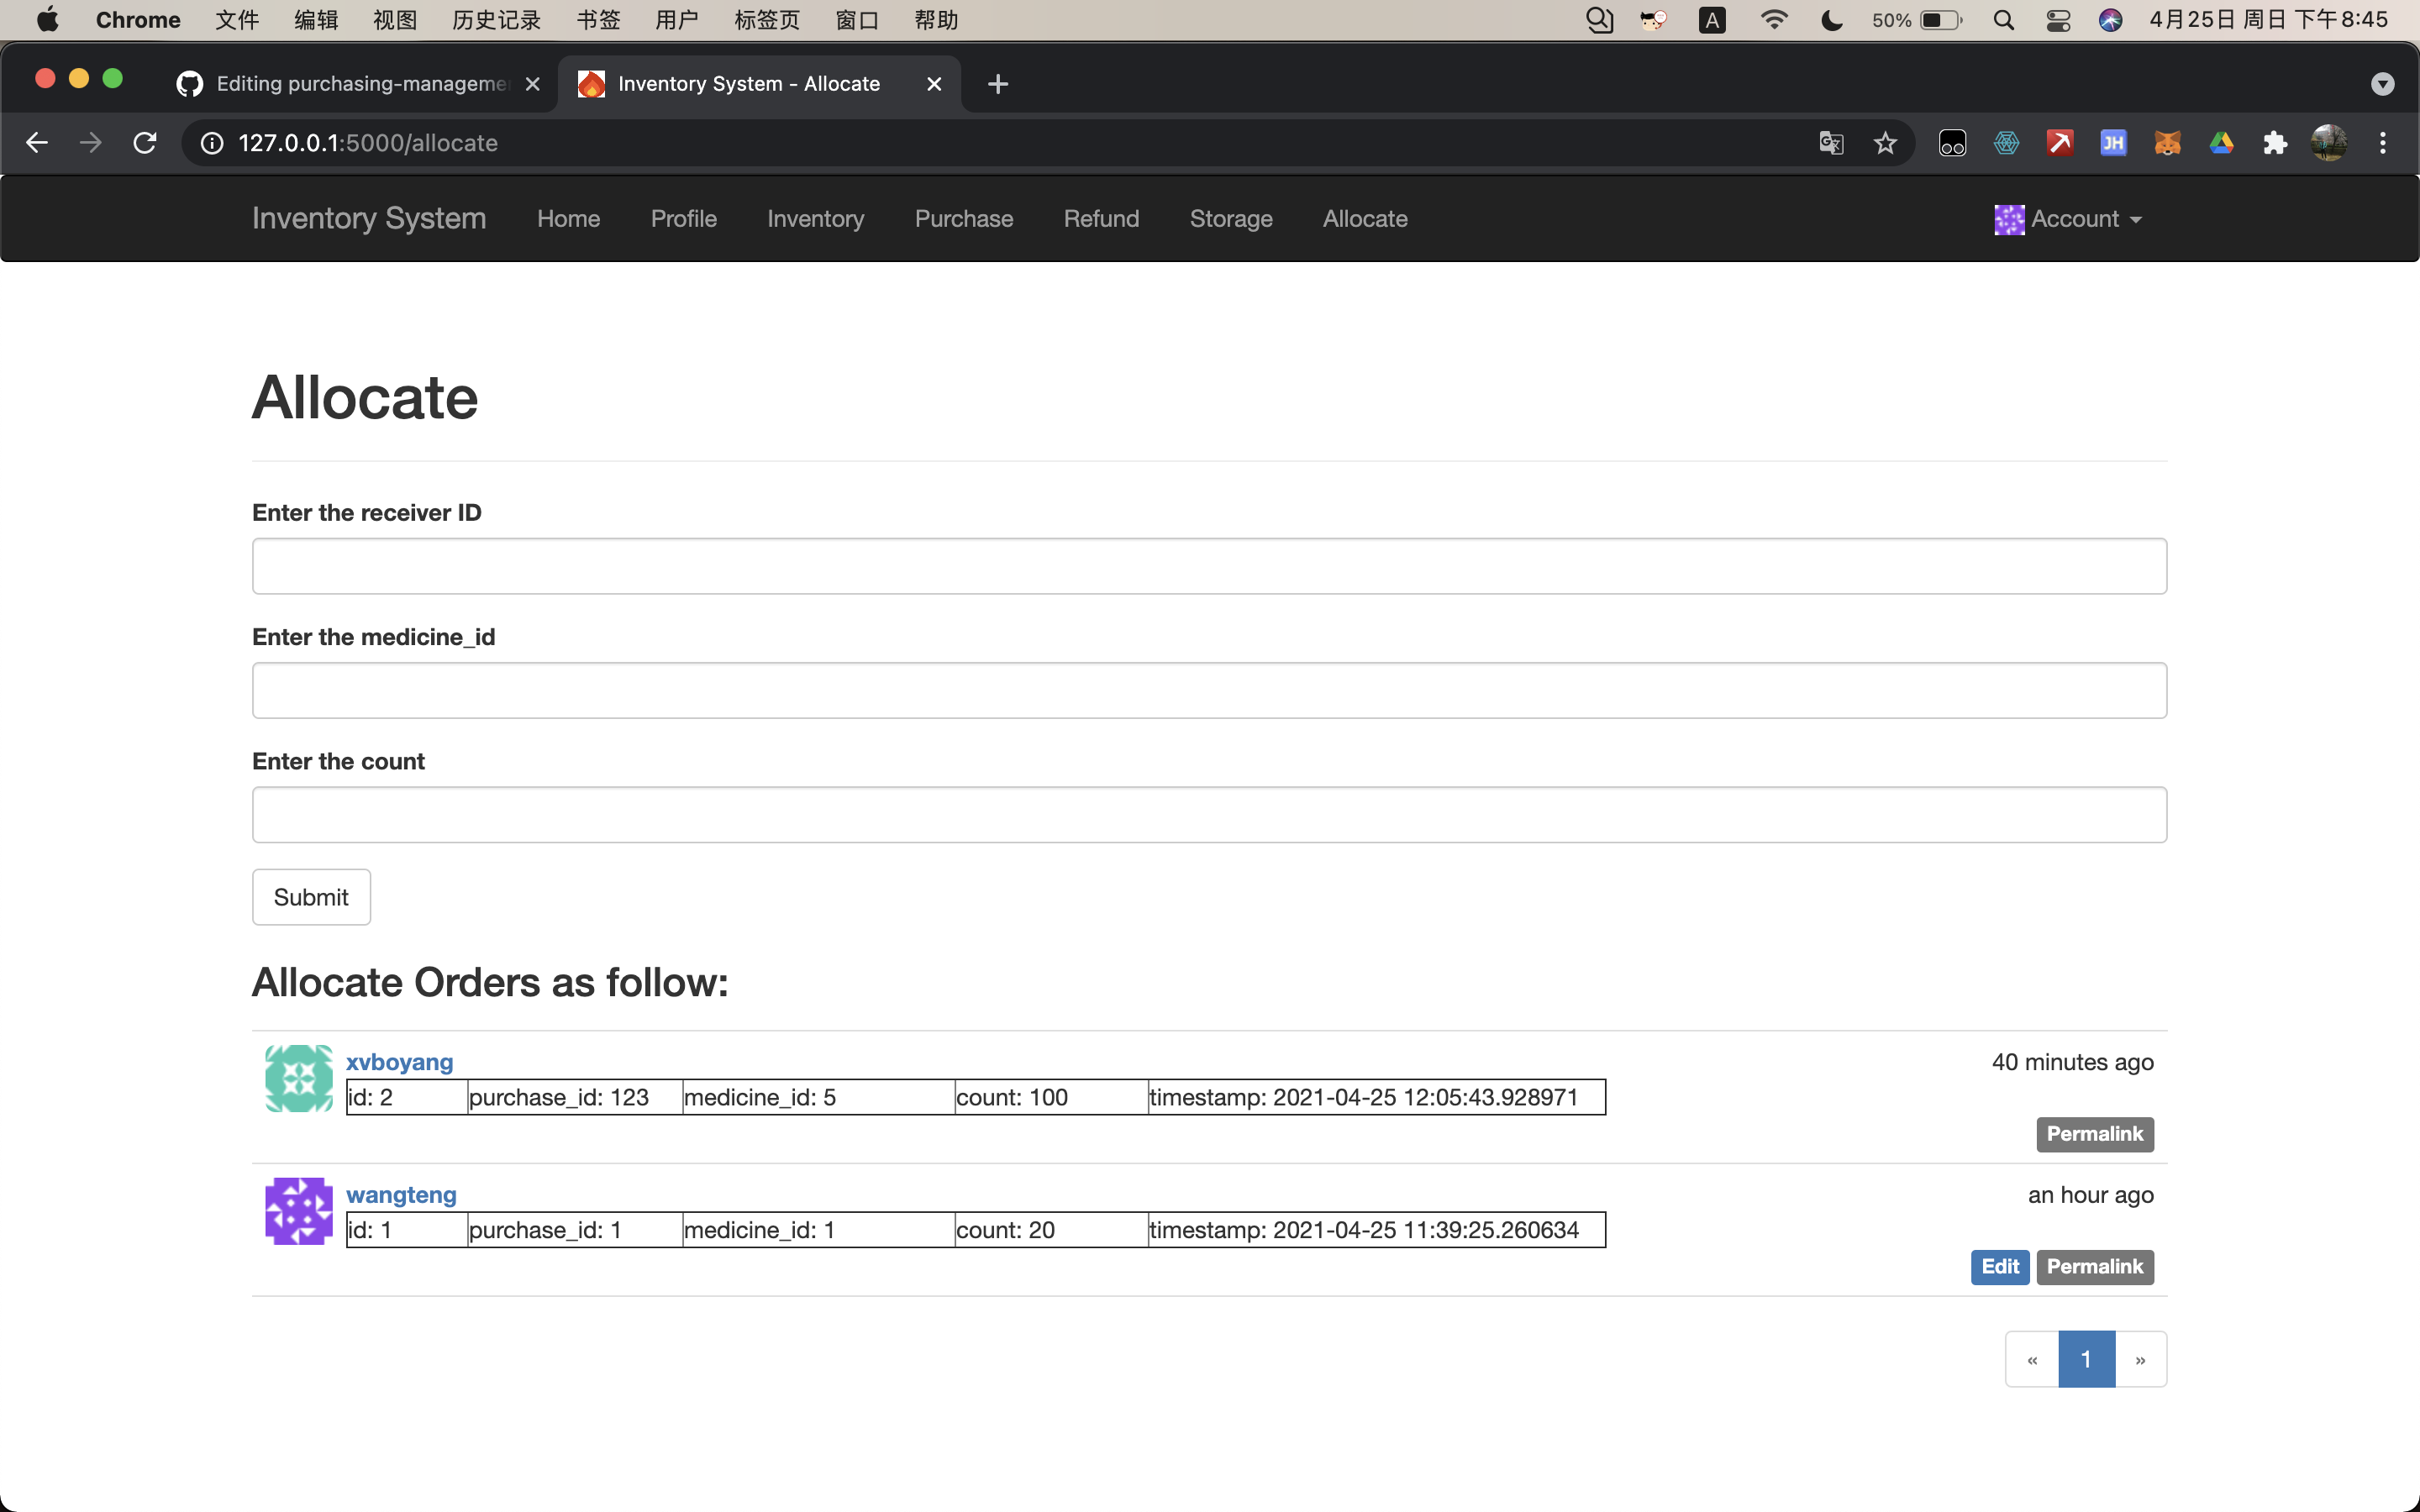 Chrome 文件 编辑 视图 历史记录 书签 用户 标签页 窗口 帮助 A 50% 4月25日 周日 下午8:45
Editing purchasing-manageme Inventory System - Allocate
127.0.0.1:5000/allocate JH
Inventory System Home Profile Inventory Purchase Refund Storage Allocate Account
Allocate
Enter the receiver ID
Enter the medicine_id
Enter the count
Submit
Allocate Orders as follow:
xvboyang 40 minutes ago
id: 2 purchase_id: 123 medicine_id: 5 count: 100 timestamp: 2021-04-25 12:05:43.928971
Permalink
wangteng an hour ago
id: 1 purchase_id: 1 medicine_id: 1 count: 20 timestamp: 2021-04-25 11:39:25.260634
Edit Permalink
« 1 »